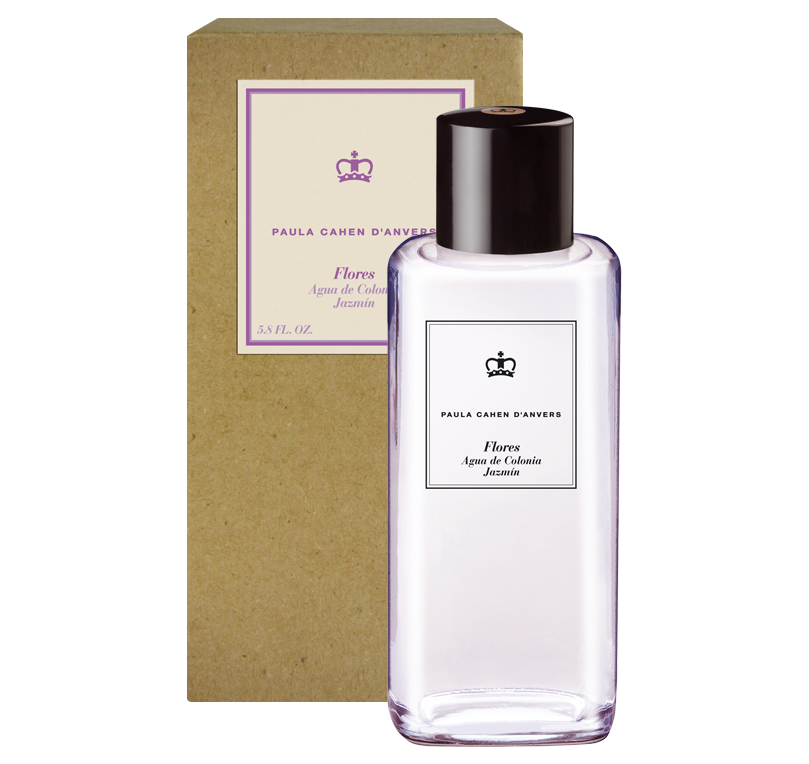 PAULA CAHEN D'ANVERS
Flores
Agua de Colon
Jazmín
5.8 FL. OZ.
PAULA CAHEN D'ANVERS
Flores
Agua de Colonia
Jazmín